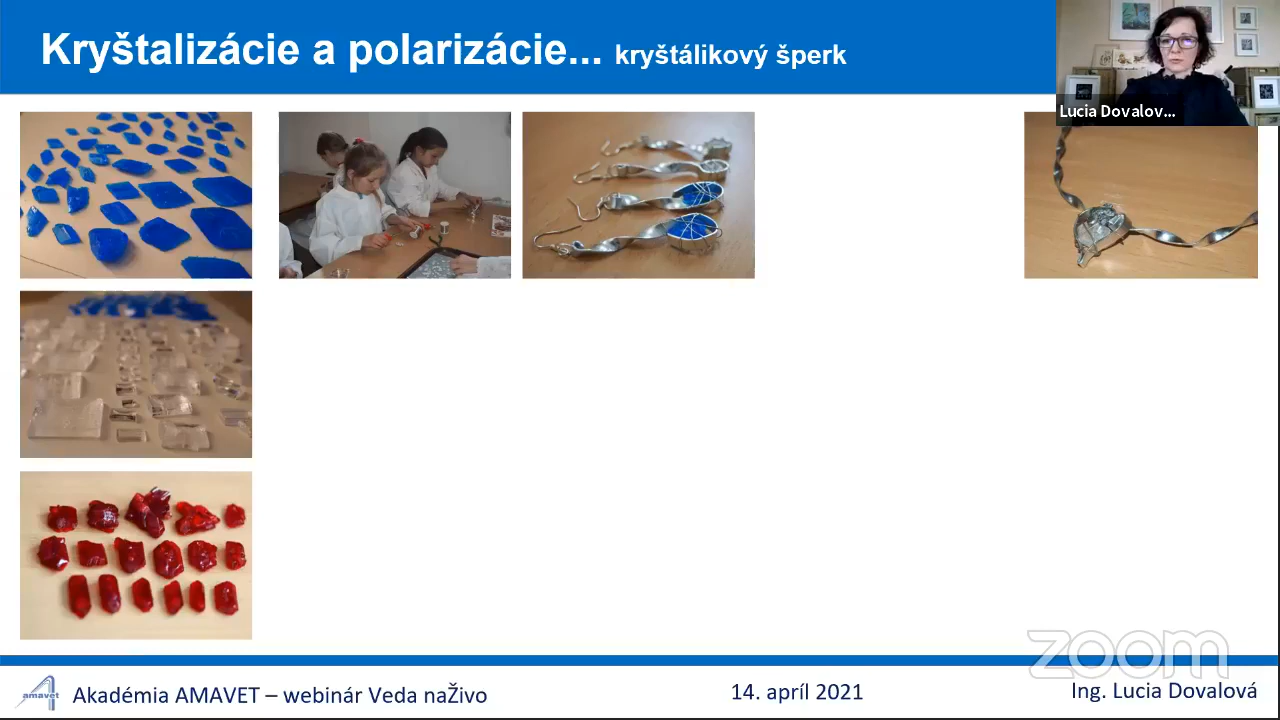 Kryštalizácie a polarizácie... kryštálikový šperk
Lucia Dovalov...
zoom
amavet
Akadémia AMAVET – webinár Veda naŽivo
14. apríl 2021
Ing. Lucia Dovalová